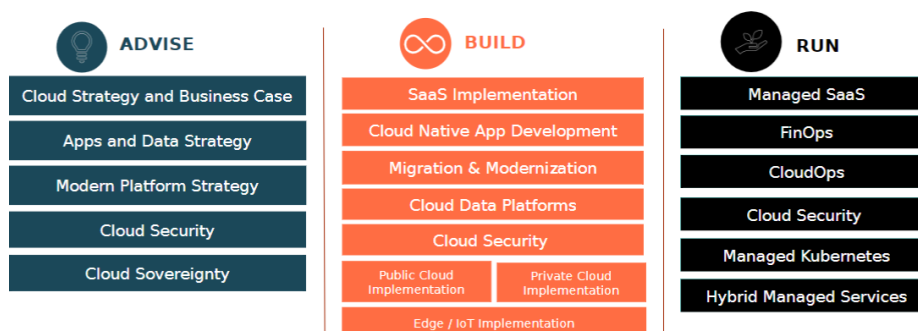 ADVISE
Cloud Strategy and Business Case
Apps and Data Strategy
Modern Platform Strategy
Cloud Security
Cloud Sovereignty
BUILD
SaaS Implementation
Cloud Native App Development
Migration & Modernization
Cloud Data Platforms
Cloud Security
Public Cloud
Implementation
Private Cloud
Implementation
Edge / IoT Implementation
RUN
Managed SaaS
FinOps
CloudOps
Cloud Security
Managed Kubernetes
Hybrid Managed Services